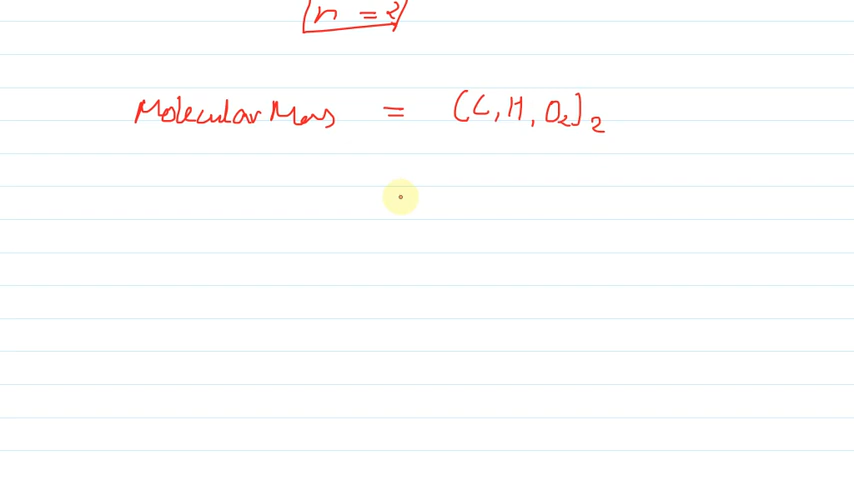 n = 2
Molecular Mass = (C, H, O₂)₂